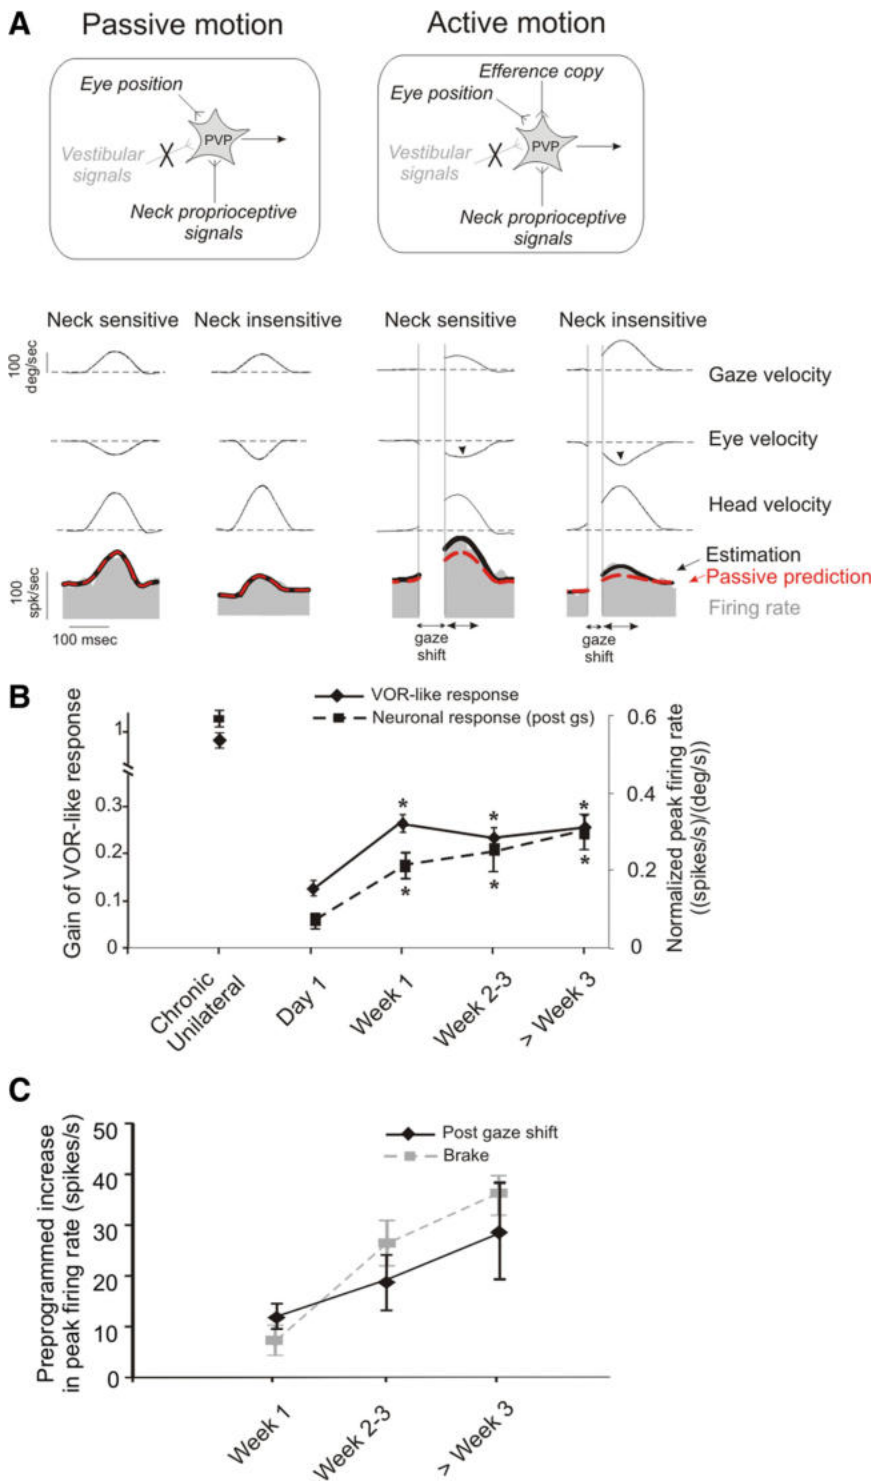 A
Passive motion
Active motion
Eye position
PVP
Vestibular
signals
Neck proprioceptive
signals
Efference copy
Eye position
PVP
Vestibular
signals
Neck proprioceptive
signals
Neck sensitive
Neck insensitive
Neck sensitive
Neck insensitive
100
deg/sec
Gaze velocity
Eye velocity
Head velocity
Estimation
Passive prediction
Firing rate
100
spk/sec
100 msec
gaze
shift
gaze
shift
B
VOR-like response
Neuronal response (post gs)
Gain of VOR-like response
1
0.3
0.2
0.1
0
* * *
* * *
0.6
0.4
0.2
0
Normalized peak firing rate
((spikes/s)/(deg/s))
Chronic
Unilateral
Day 1
Week 1
Week 2-3
> Week 3
C
Post gaze shift
Brake
Preprogrammed increase
in peak firing rate (spikes/s)
50
40
30
20
10
0
Week 1
Week 2-3
> Week 3